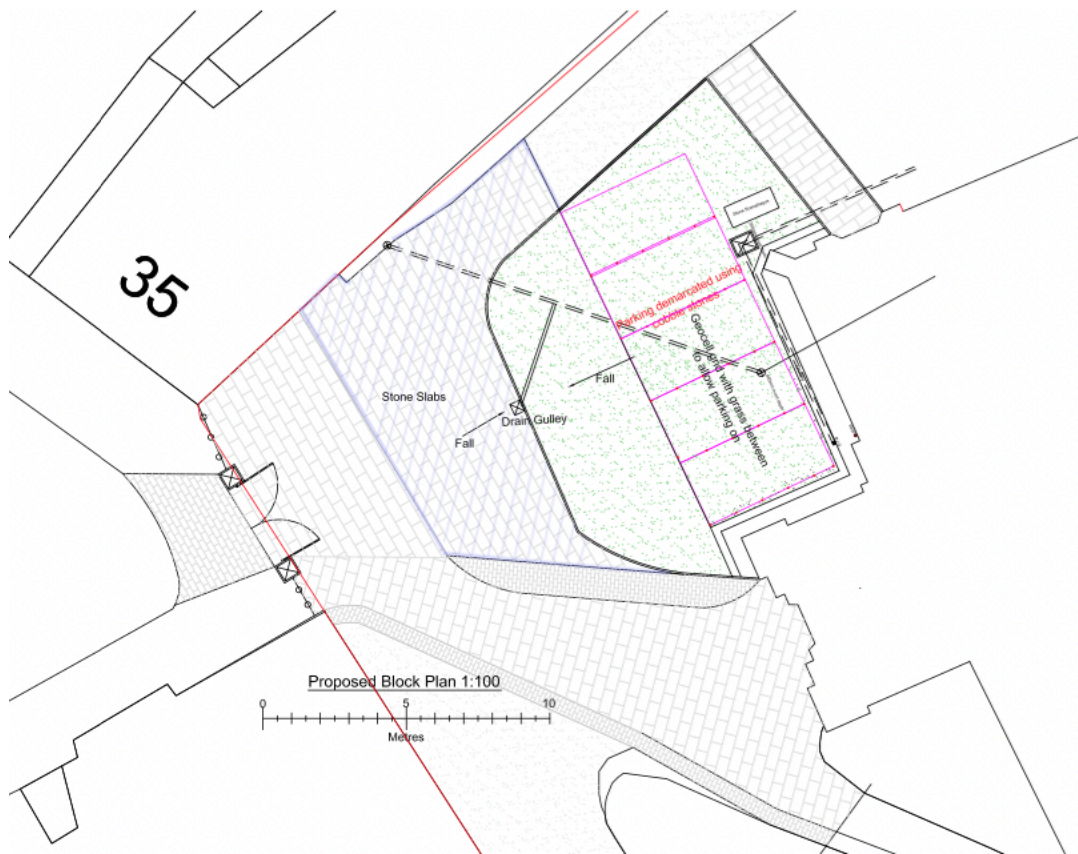 35
Parking demarcated using
cobble stones
Geocell grid with grass between
to allow parking on
Fall
Stone Slabs
Drain Gulley
Fall
Proposed Block Plan 1:100
0 5 10
Metres